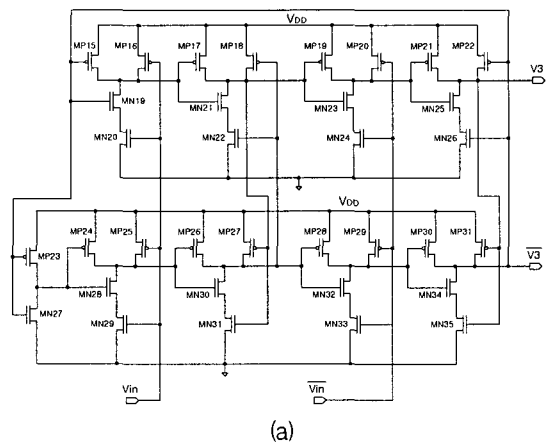 VDD
MP15 MP16 MP17 MP18 MP19 MP20 MP21 MP22
V3
MN19 MN21 MN23 MN25
MN20 MN22 MN24 MN26
VDD
MP24 MP25 MP26 MP27 MP28 MP29 MP30 MP31
MP23
V3
MN28 MN30 MN32 MN34
MN27 MN29 MN31 MN33 MN35
Vin Vin
(a)